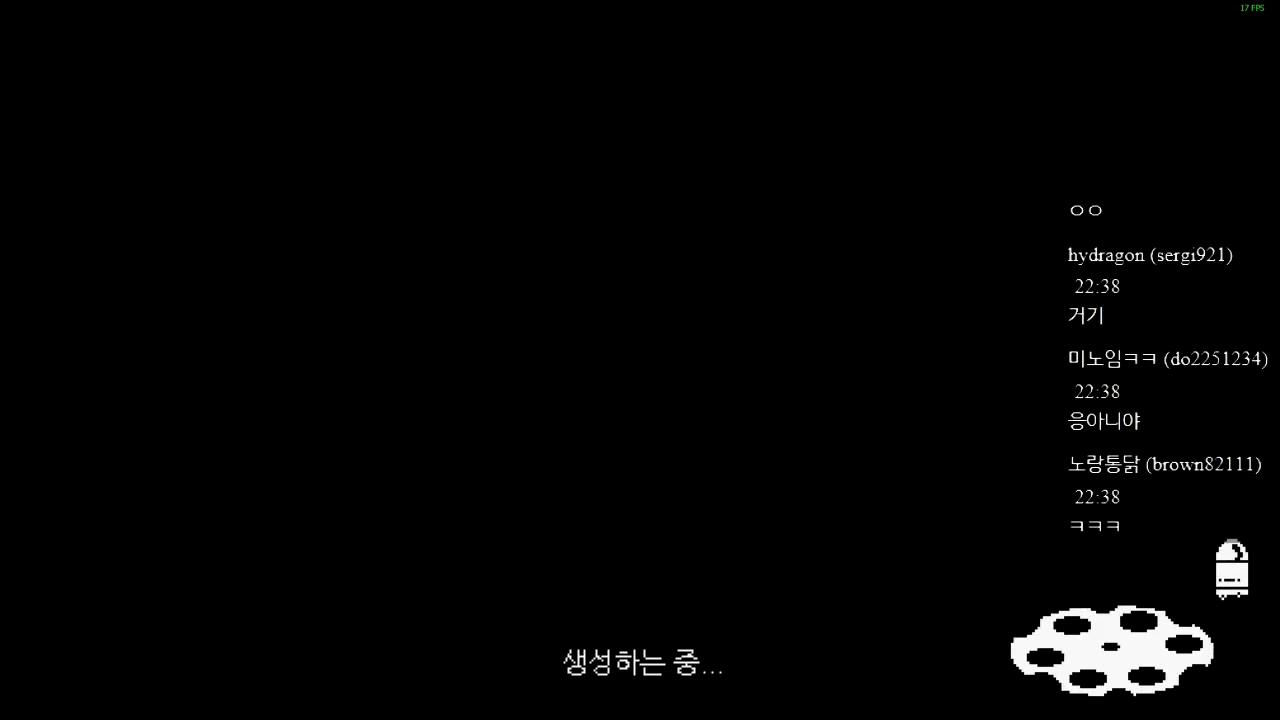 17 FPS
ㅇㅇ
hydragon (sergi921)
22:38
거기
미노임ㅋㅋ (do2251234)
22:38
응아니야
노랑통닭 (brown82111)
22:38
ㅋㅋㅋ
생성하는 중...